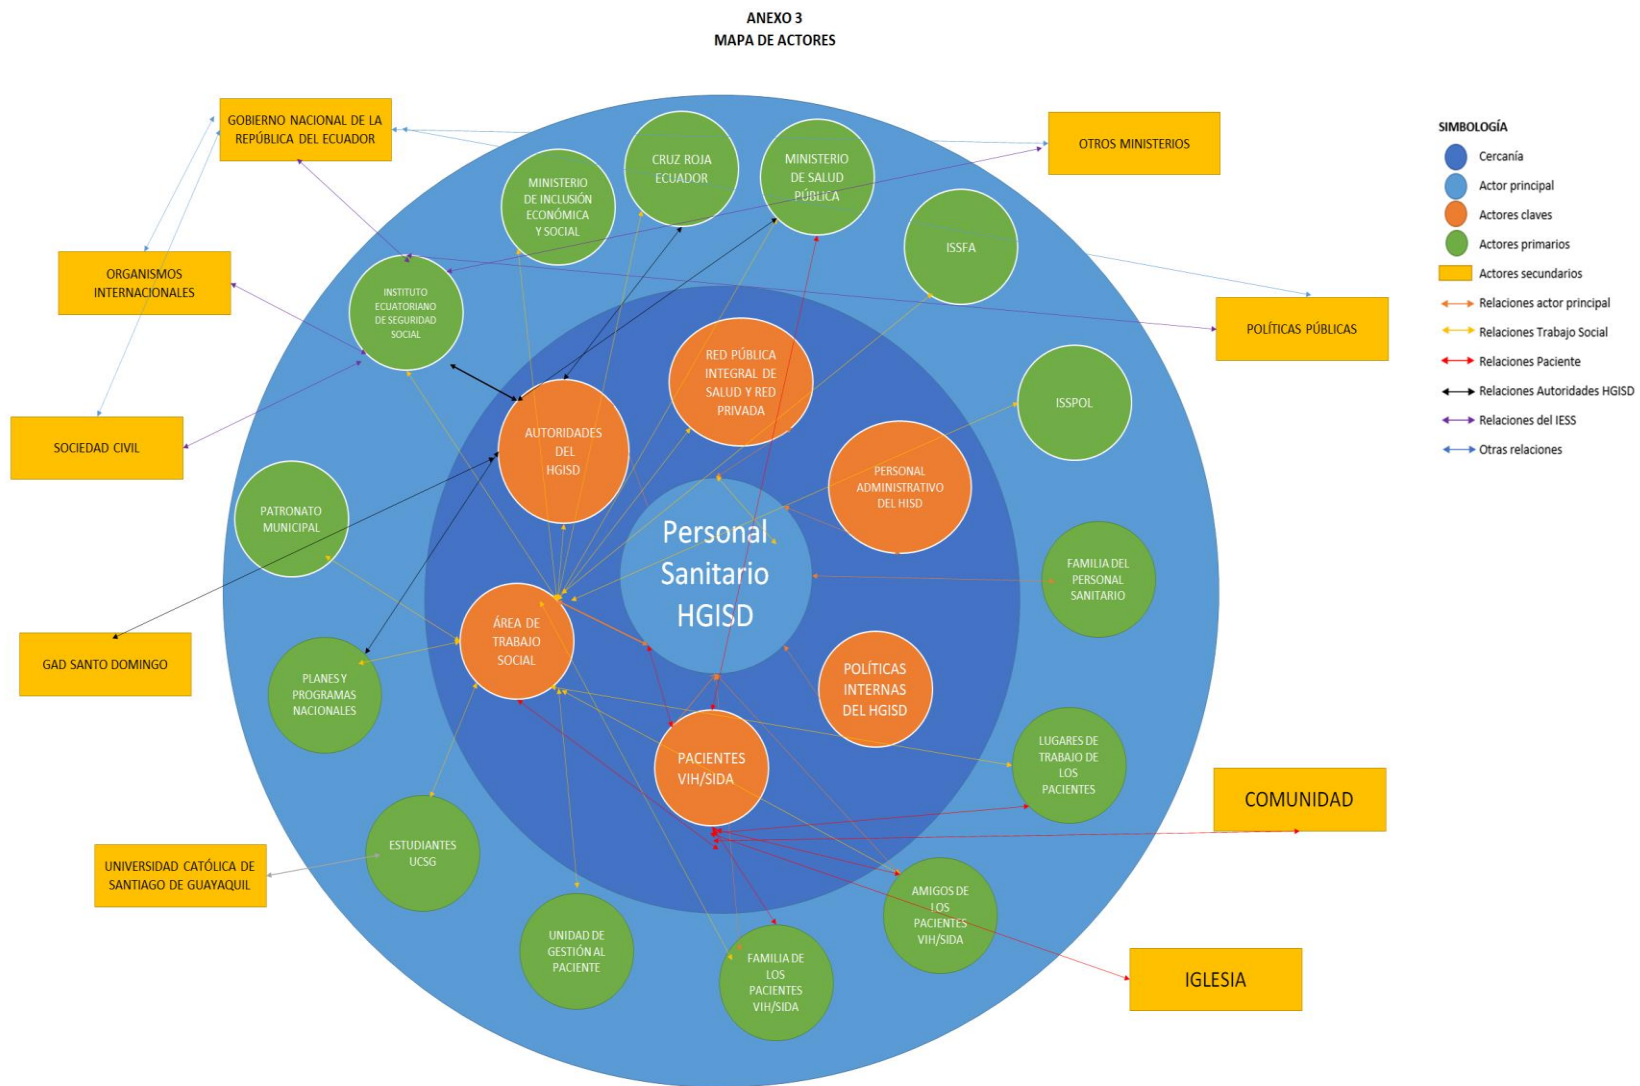 ANEXO 3
MAPA DE ACTORES
GOBIERNO NACIONAL DE LA
REPÚBLICA DEL ECUADOR
ORGANISMOS
INTERNACIONALES
SOCIEDAD CIVIL
GAD SANTO DOMINGO
UNIVERSIDAD CATÓLICA DE
SANTIAGO DE GUAYAQUIL
MINISTERIO
DE INCLUSIÓN
ECONÓMICA
Y SOCIAL
CRUZ ROJA
ECUADOR
MINISTERIO
DE SALUD
PÚBLICA
ISSFA
ISSPOL
INSTITUTO
ECUATORIANO
DE SEGURIDAD
SOCIAL
PATRONATO
MUNICIPAL
PLANES Y
PROGRAMAS
NACIONALES
ESTUDIANTES
UCSG
UNIDAD DE
GESTIÓN AL
PACIENTE
FAMILIA DE
LOS
PACIENTES
VIH/SIDA
AMIGOS DE
LOS
PACIENTES
VIH/SIDA
LUGARES DE
TRABAJO DE
LOS
PACIENTES
FAMILIA DEL
PERSONAL
SANITARIO
AUTORIDADES
DEL
HGISD
RED PÚBLICA
INTEGRAL DE
SALUD Y RED
PRIVADA
PERSONAL
ADMINISTRATIVO
DEL HISD
POLÍTICAS
INTERNAS
DEL HGISD
PACIENTES
VIH/SIDA
ÁREA DE
TRABAJO
SOCIAL
Personal
Sanitario
HGISD
OTROS MINISTERIOS
POLÍTICAS PÚBLICAS
COMUNIDAD
IGLESIA
SIMBOLOGÍA
Cercanía
Actor principal
Actores claves
Actores primarios
Actores secundarios
Relaciones actor principal
Relaciones Trabajo Social
Relaciones Paciente
Relaciones Autoridades HGISD
Relaciones del IESS
Otras relaciones